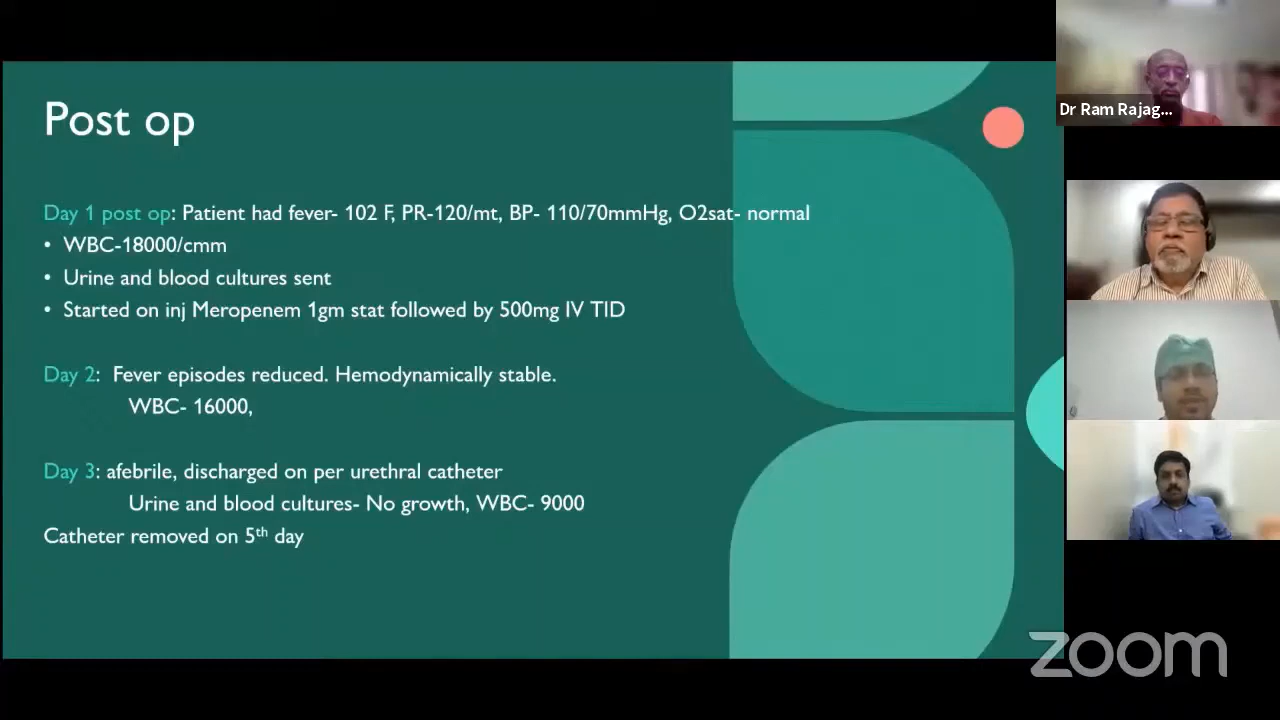 Post op
Day 1 post op: Patient had fever- 102 F, PR-120/mt, BP- 110/70mmHg, O2sat- normal
• WBC-18000/cmm
• Urine and blood cultures sent
• Started on inj Meropenem 1gm stat followed by 500mg IV TID
Day 2: Fever episodes reduced. Hemodynamically stable.
WBC- 16000,
Day 3: afebrile, discharged on per urethral catheter
Urine and blood cultures- No growth, WBC- 9000
Catheter removed on 5th day
Dr Ram Rajag...
zoom